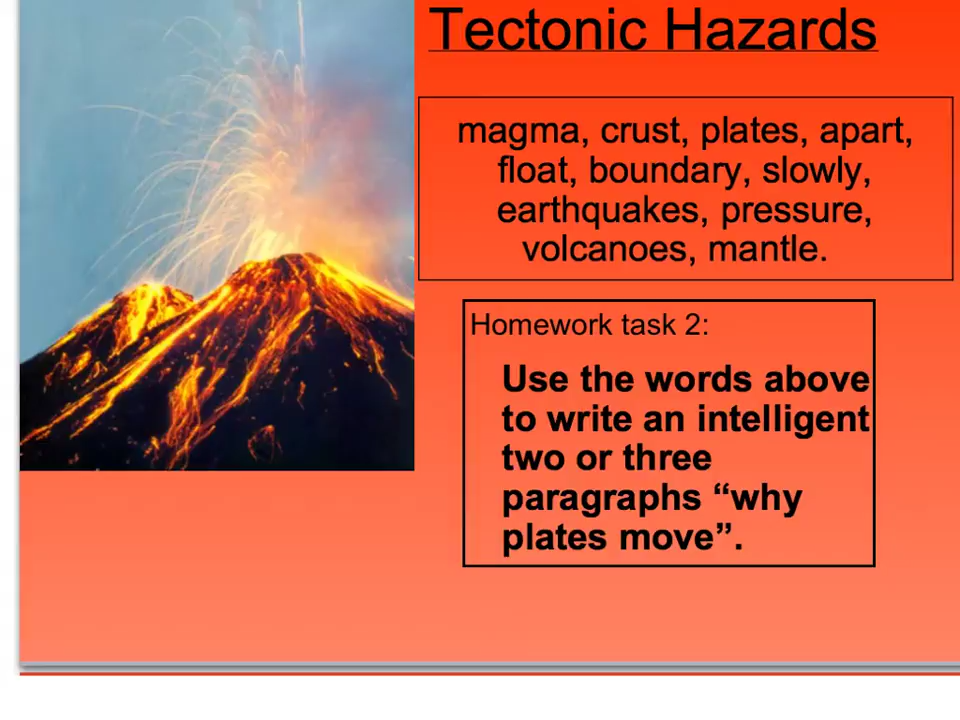 Tectonic Hazards
magma, crust, plates, apart,
float, boundary, slowly,
earthquakes, pressure,
volcanoes, mantle.
Homework task 2:
Use the words above
to write an intelligent
two or three
paragraphs “why
plates move”.